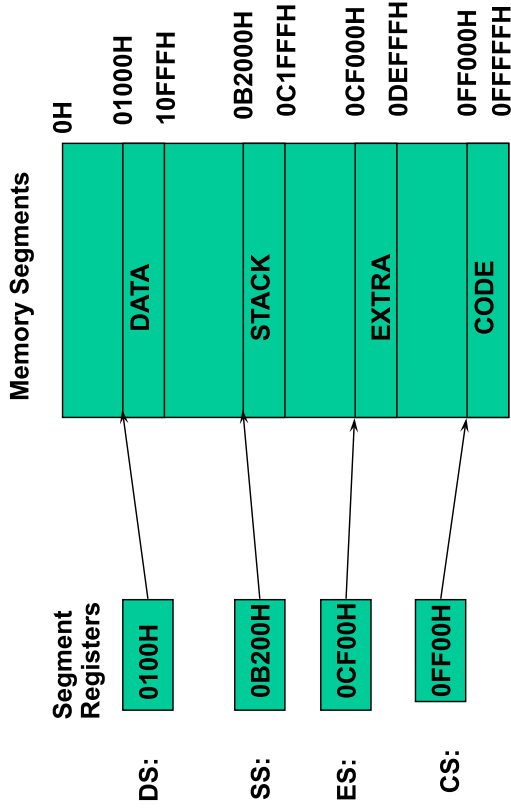 Segment
Registers
Memory Segments
DS:
0100H
DATA
0H
01000H
10FFFH
SS:
0B200H
STACK
0B2000H
0C1FFFH
ES:
0CF00H
EXTRA
0CF000H
0DEFFFH
CS:
0FF00H
CODE
0FF000H
0FFFFFH